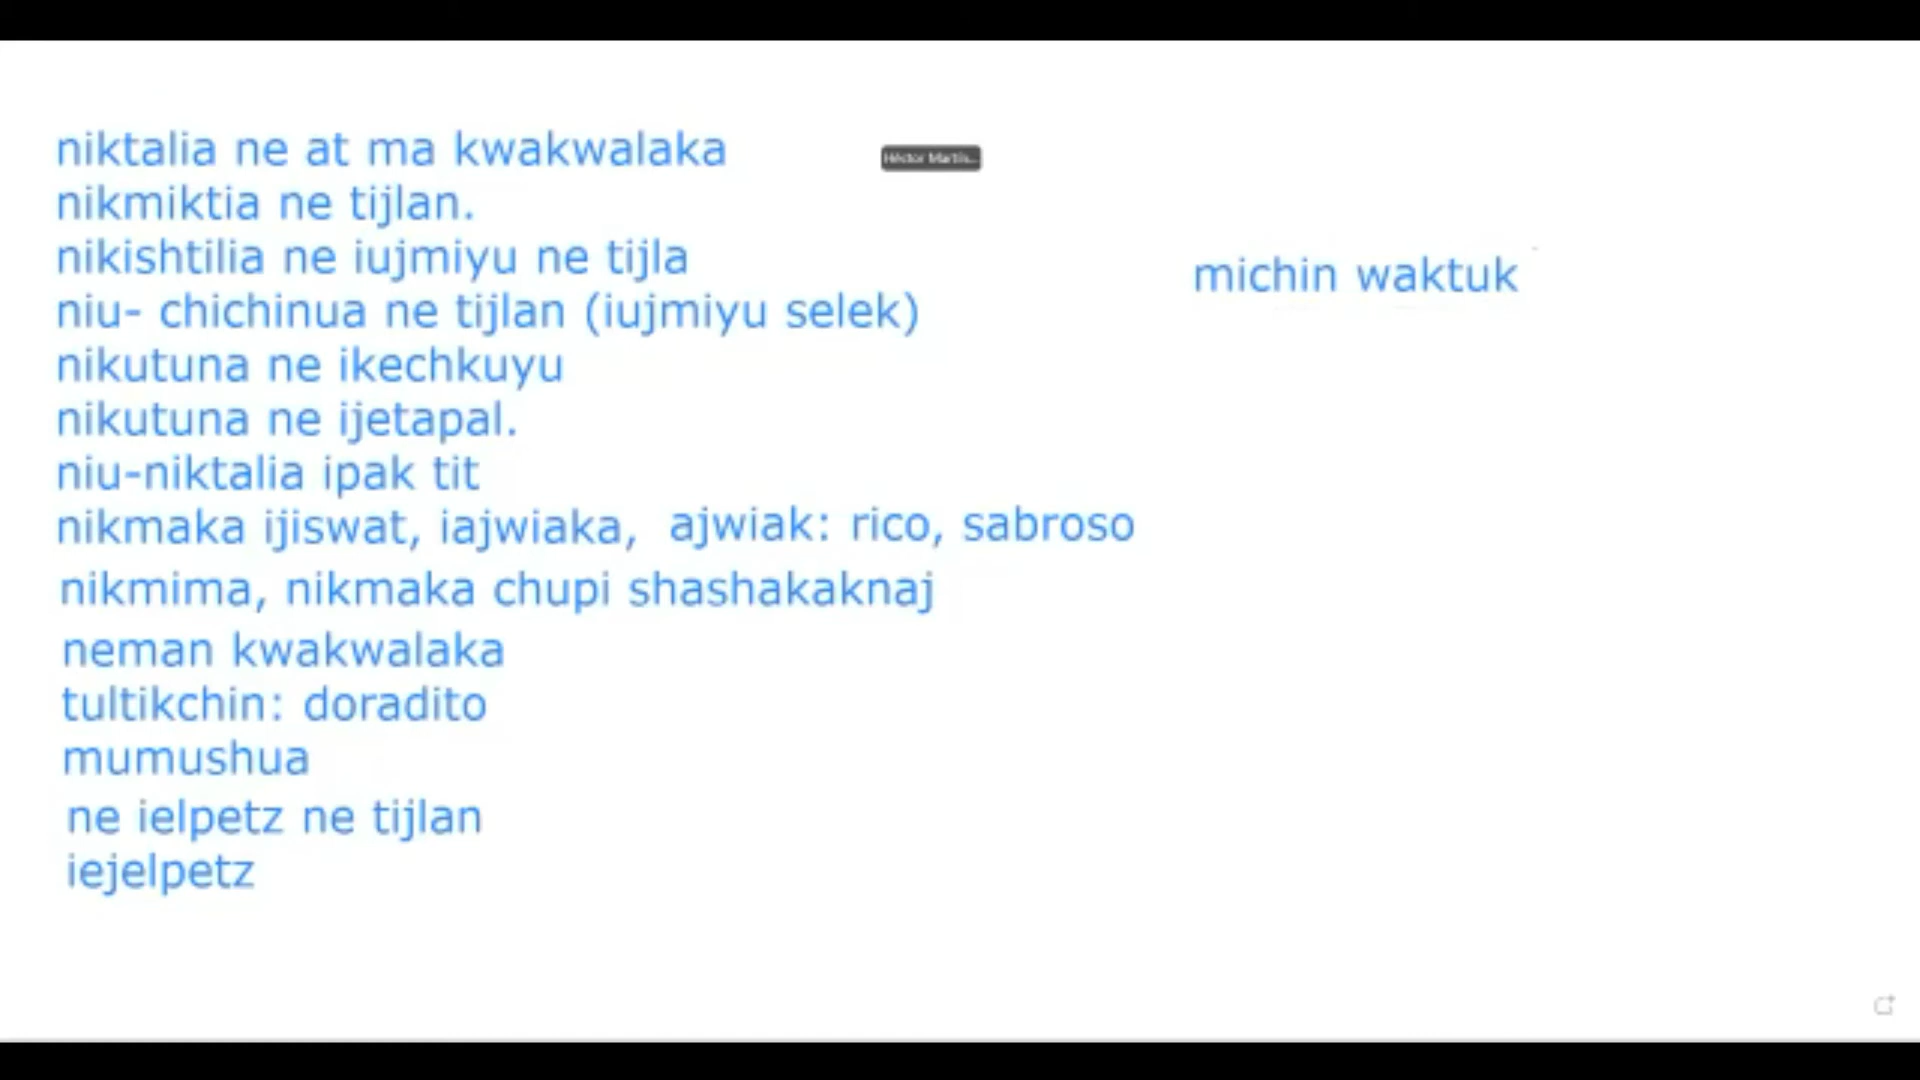 niktalia ne at ma kwakwalaka
nikmiktia ne tijlan.
nikishtilia ne iujmiyu ne tijla
niu- chichinua ne tijlan (iujmiyu selek)
nikutuna ne ikechkuyu
nikutuna ne ijetapal.
niu-niktalia ipak tit
nikmaka ijiswat, iajwiaka, ajwiak: rico, sabroso
nikmima, nikmaka chupi shashakaknaj
neman kwakwalaka
tultikchin: doradito
mumushua
ne ielpetz ne tijlan
iejelpetz
Héctor
michin waktuk